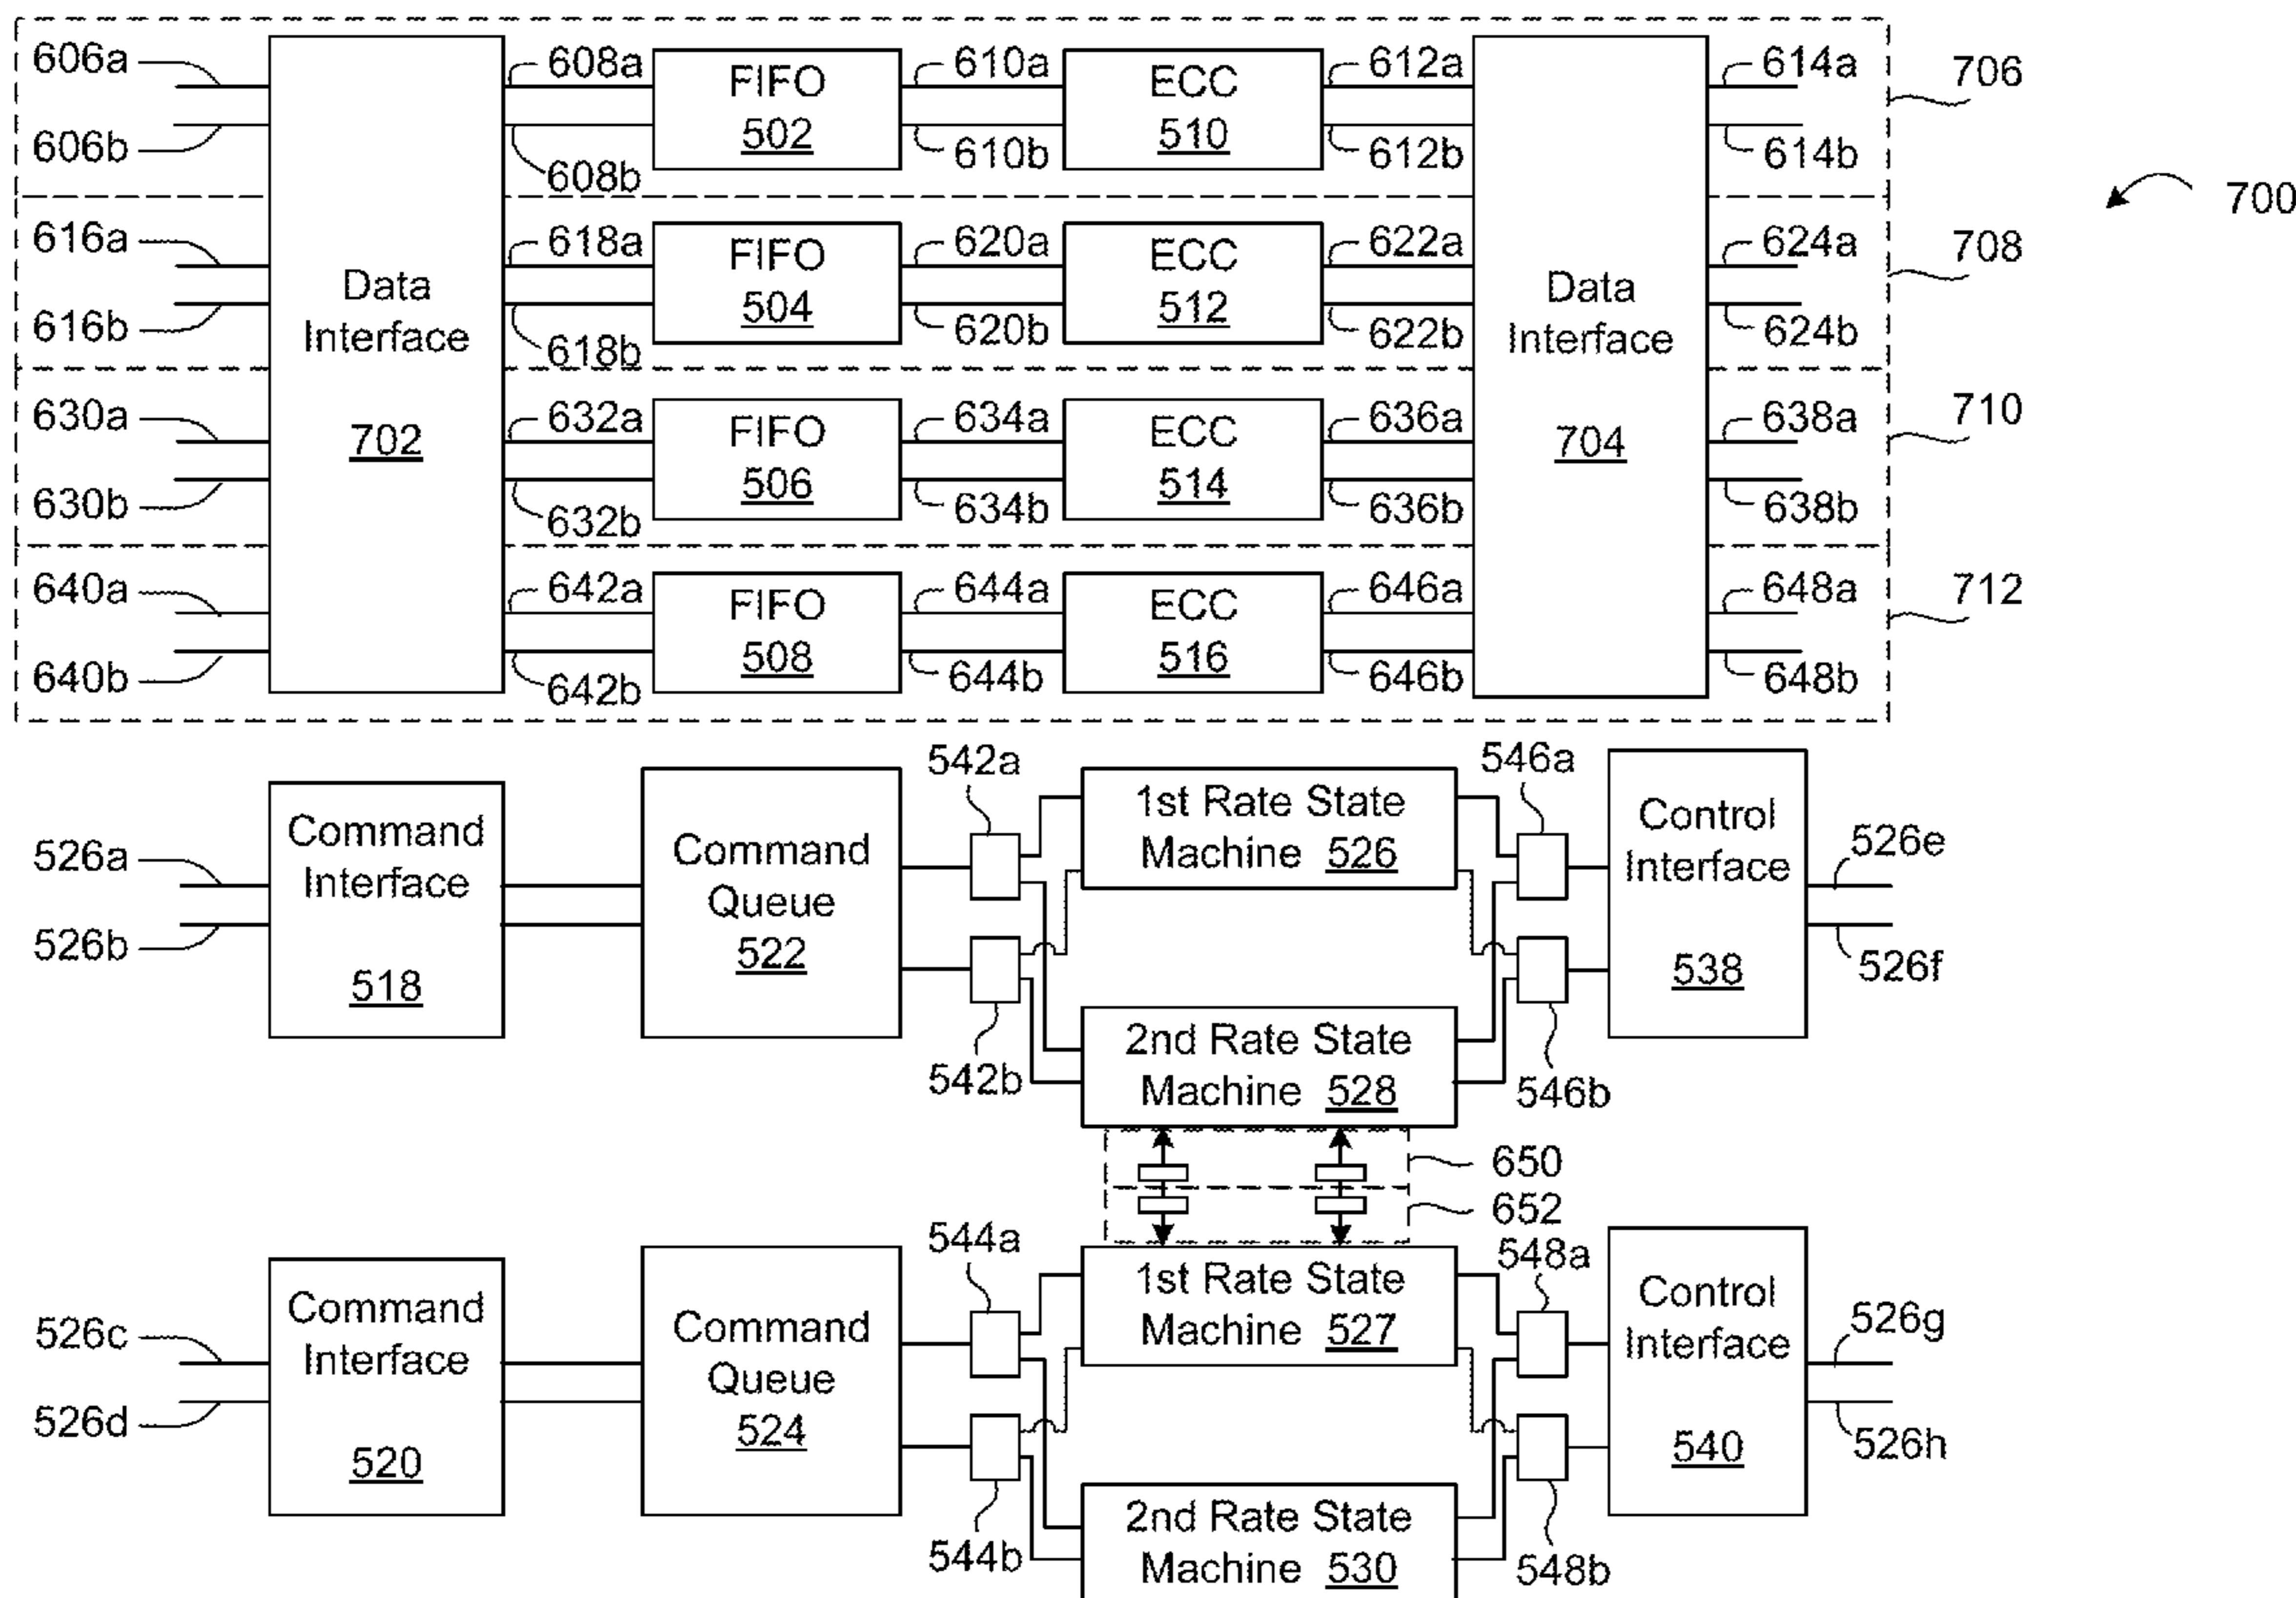 606a
608a
FIFO
610a
ECC
612a
614a
706
606b
502
610b
510
612b
614b
608b
700
616a
618a
FIFO
620a
ECC
622a
624a
708
Data
Interface
702
616b
504
620b
512
622b
624b
618b
Data
Interface
704
630a
632a
FIFO
634a
ECC
636a
638a
710
630b
632b
506
634b
514
636b
638b
640a
642a
FIFO
644a
ECC
646a
648a
712
640b
642b
508
644b
516
646b
648b
526a
526b
Command
Interface
518
Command
Queue
522
542a
542b
1st Rate State
Machine 526
2nd Rate State
Machine 528
546a
546b
Control
Interface
538
526e
526f
650
652
526c
526d
Command
Interface
520
Command
Queue
524
544a
544b
1st Rate State
Machine 527
2nd Rate State
Machine 530
548a
548b
Control
Interface
540
526g
526h